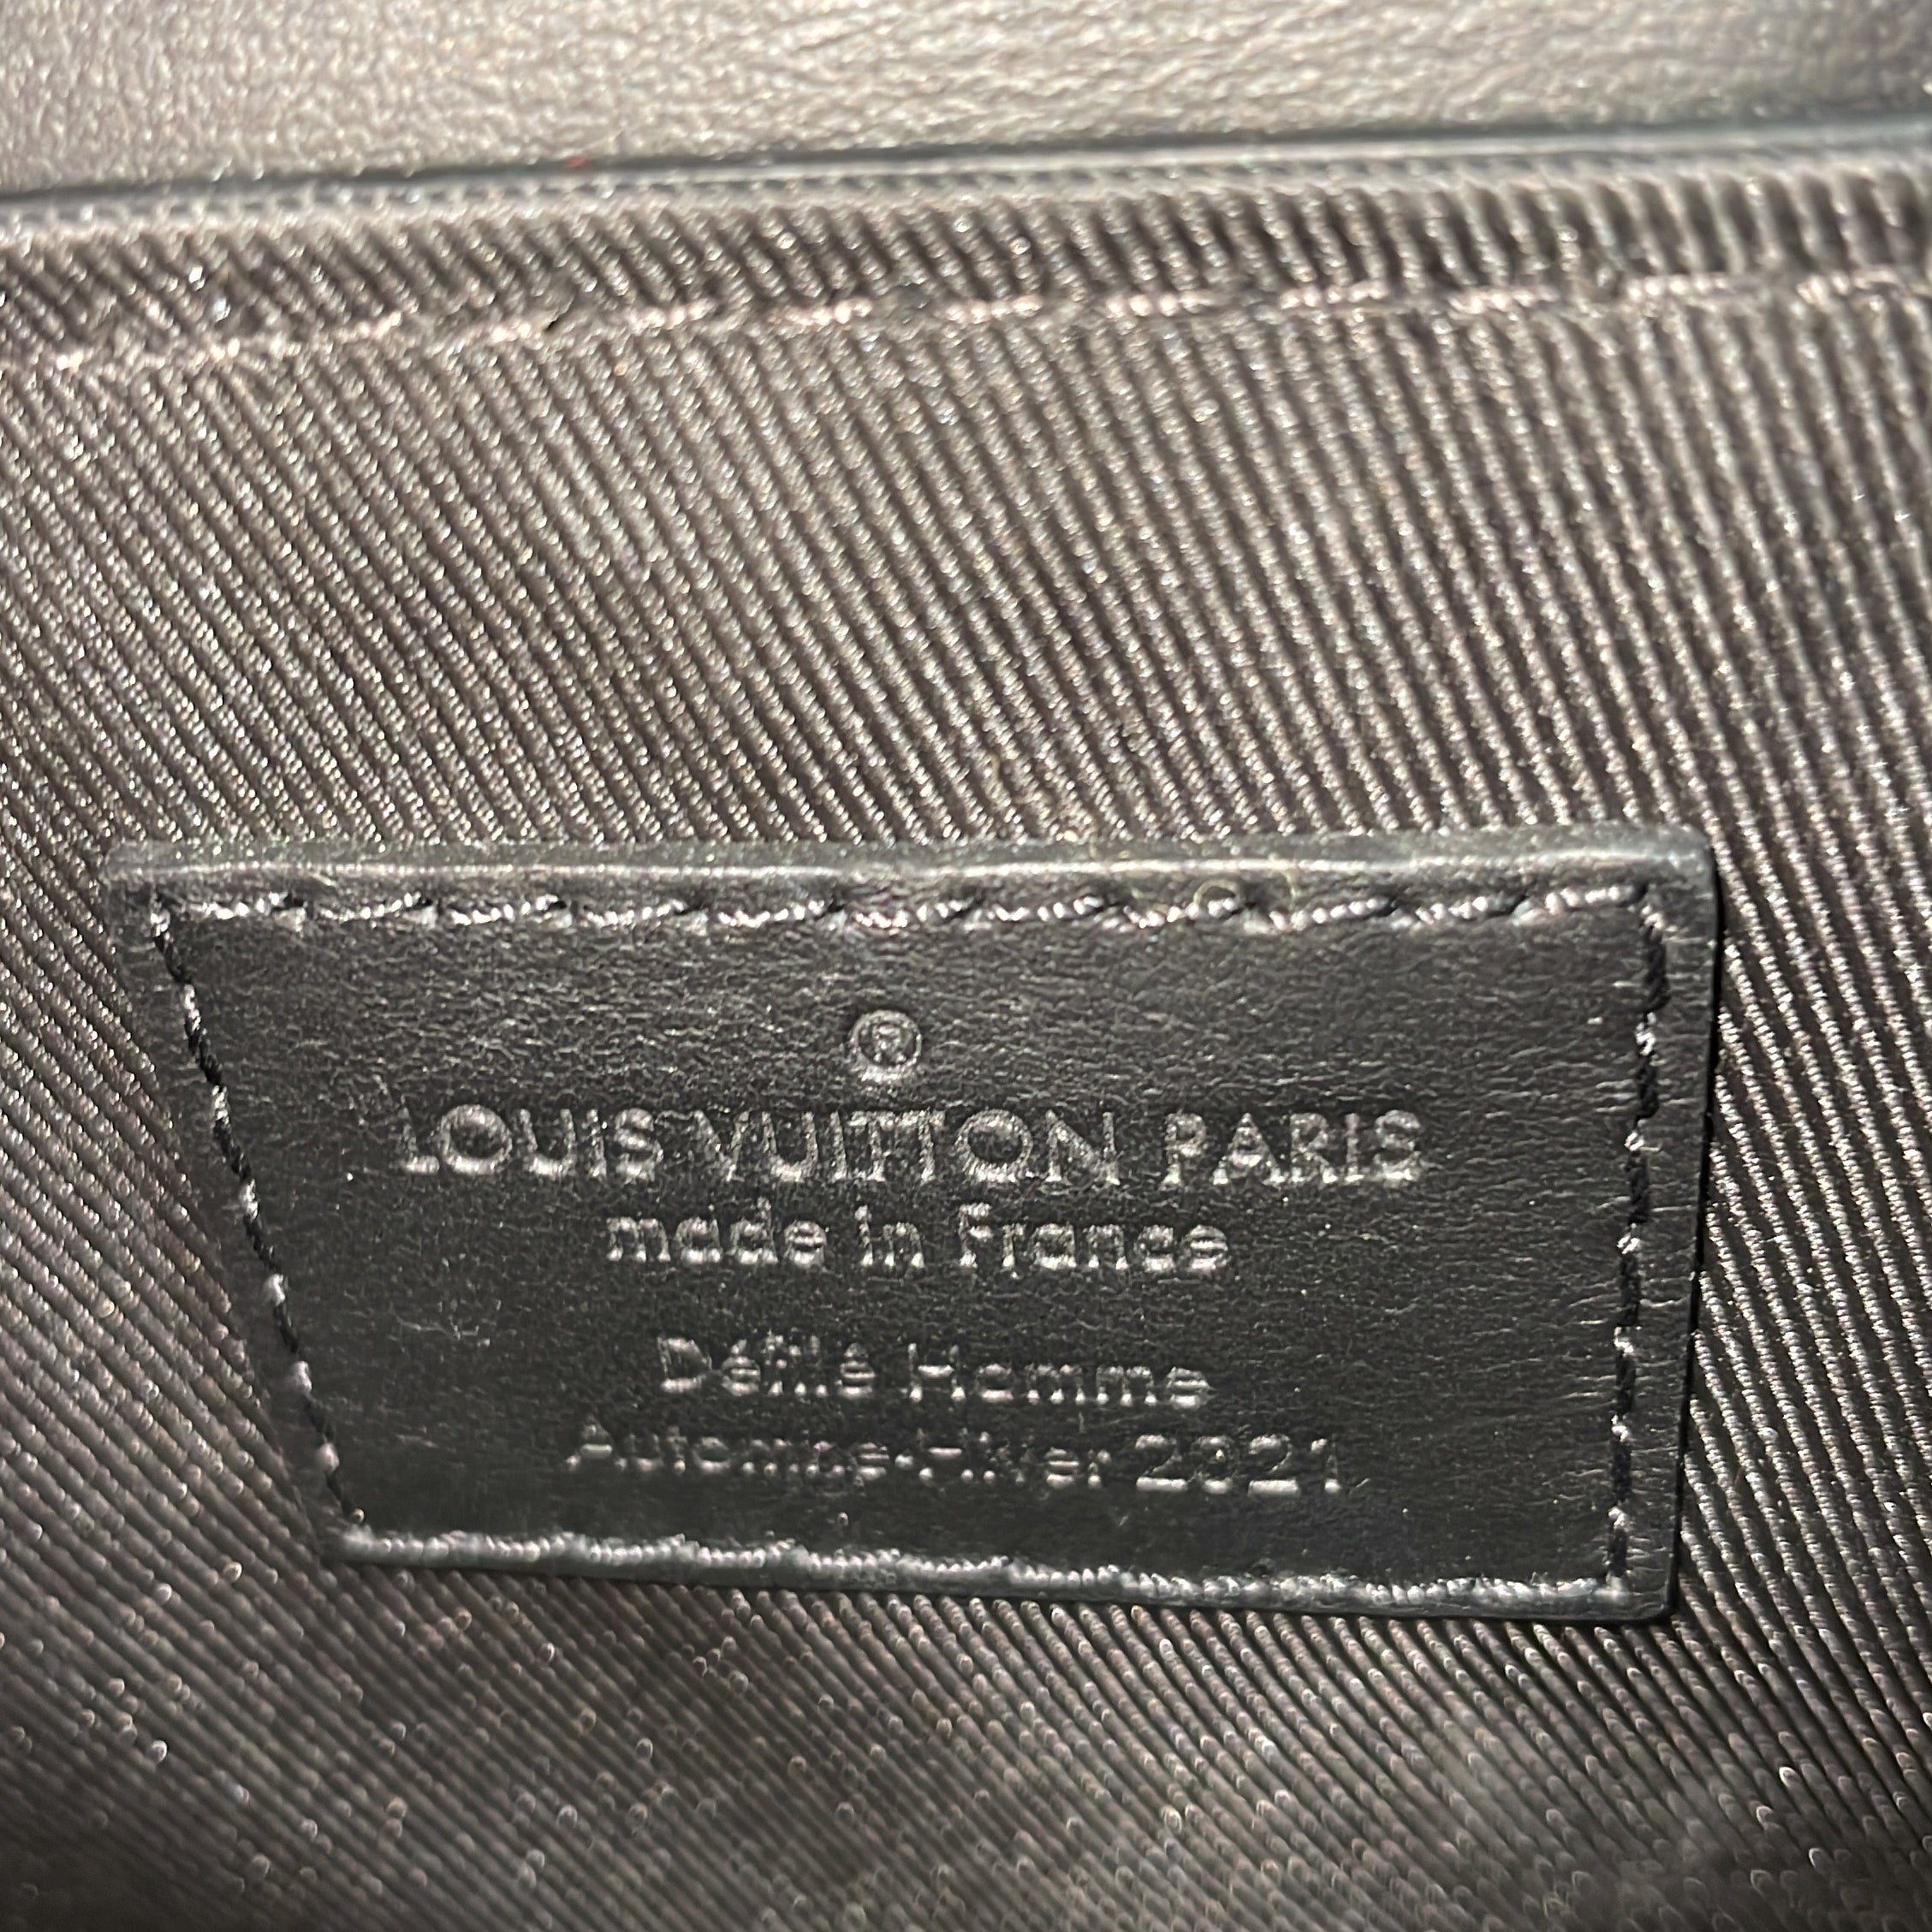 ®
LOUIS VUITTON PARIS
made in France
Défilé Homme
Automne-Hiver 2021